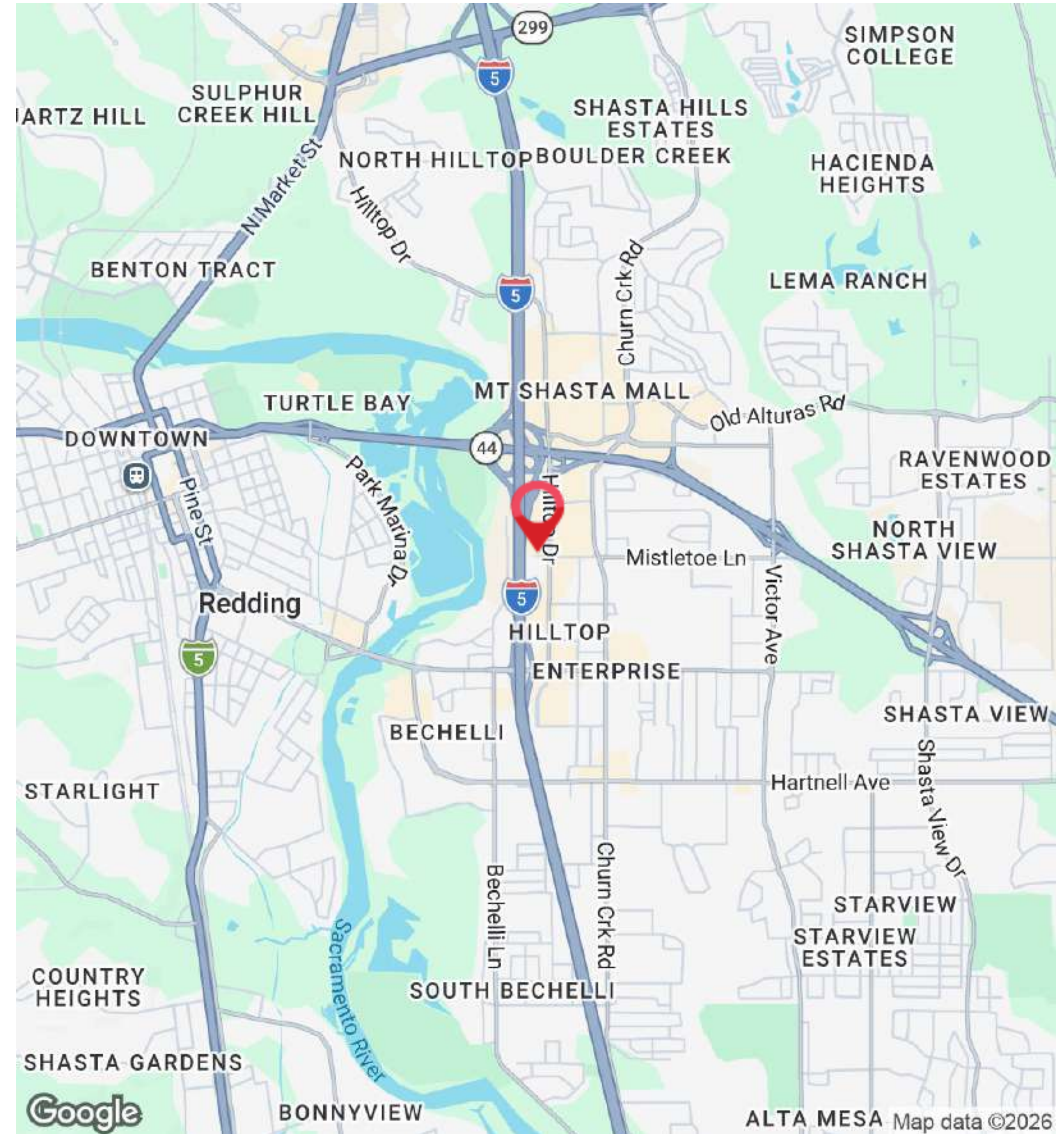 299
SIMPSON
COLLEGE
5
SULPHUR
CREEK HILL
SHASTA HILLS
ESTATES
JARTZ HILL
N Market St
NORTH HILLTOP
BOULDER CREEK
HACIENDA
HEIGHTS
Hilltop Dr
BENTON TRACT
Churn Crk Rd
5
LEMA RANCH
MT SHASTA MALL
TURTLE BAY
Old Alturas Rd
DOWNTOWN
44
RAVENWOOD
ESTATES
Park Marina Dr
Pine St
Hilltop Dr
NORTH
SHASTA VIEW
Mistletoe Ln
Victor Ave
Redding
5
HILLTOP
5
ENTERPRISE
SHASTA VIEW
BECHELLI
Shasta View Dr
STARLIGHT
Hartnell Ave
Bechelli Ln
Churn Crk Rd
STARVIEW
STARVIEW
ESTATES
Sacramento River
COUNTRY
HEIGHTS
SOUTH BECHELLI
SHASTA GARDENS
Google
BONNYVIEW
ALTA MESA
Map data ©2026